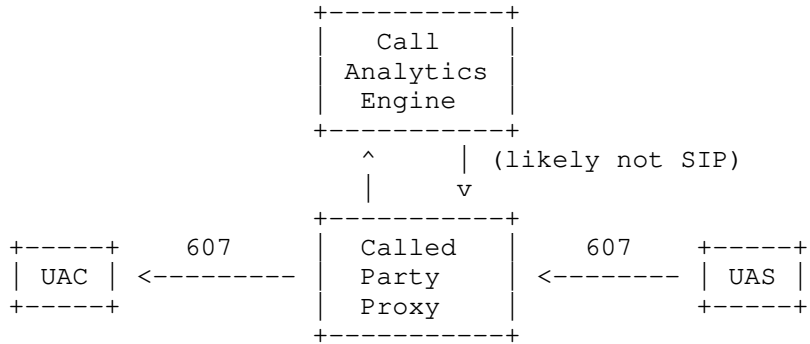 Call
Analytics
Engine
(likely not SIP)
607 Called 607
UAC Party UAS
Proxy